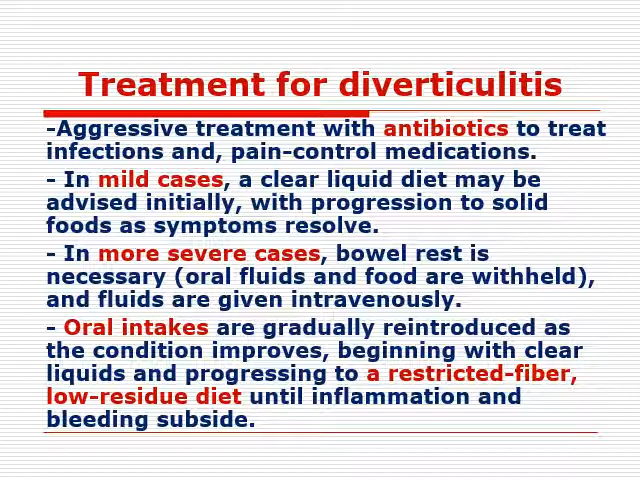 Treatment for diverticulitis
-Aggressive treatment with antibiotics to treat
infections and, pain-control medications.
- In mild cases, a clear liquid diet may be
advised initially, with progression to solid
foods as symptoms resolve.
- In more severe cases, bowel rest is
necessary (oral fluids and food are withheld),
and fluids are given intravenously.
- Oral intakes are gradually reintroduced as
the condition improves, beginning with clear
liquids and progressing to a restricted-fiber,
low-residue diet until inflammation and
bleeding subside.